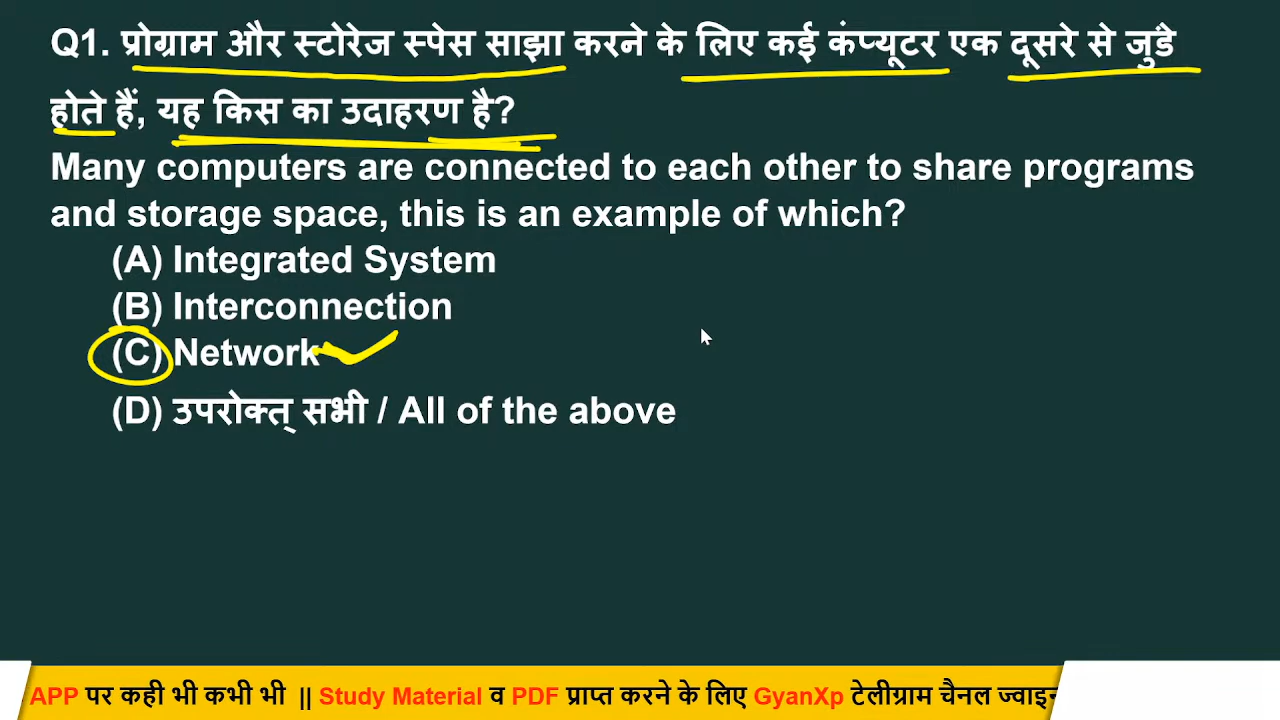 Q1. प्रोग्राम और स्टोरेज स्पेस साझा करने के लिए कई कंप्यूटर एक दूसरे से जुडे
होते हैं, यह किस का उदाहरण है?
Many computers are connected to each other to share programs
and storage space, this is an example of which?
(A) Integrated System
(B) Interconnection
(C) Network
(D) उपरोक्त् सभी / All of the above
APP पर कही भी कभी भी || Study Material व PDF प्राप्त करने के लिए GyanXp टेलीग्राम चैनल ज्वाइन